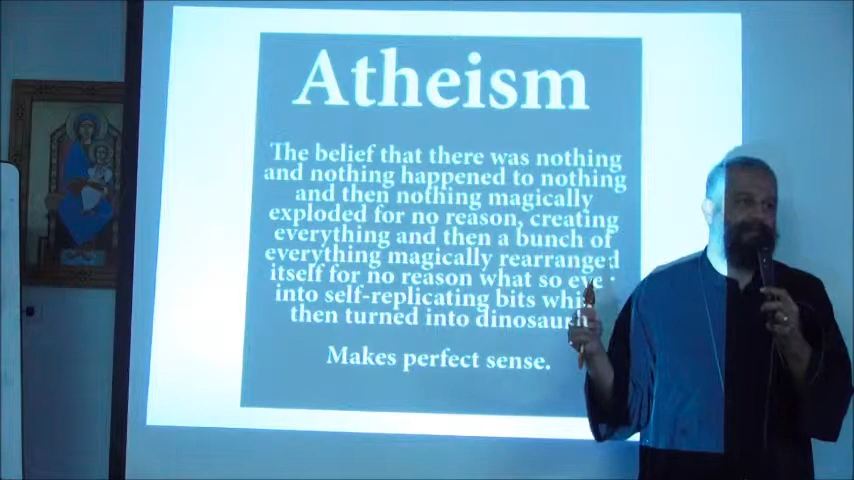 Atheism
The belief that there was nothing
and nothing happened to nothing
and then nothing magically
exploded for no reason, creating
everything and then a bunch of
everything magically rearranged
itself for no reason what so
into self-replicating bits
then turned into
Makes perfect sense.